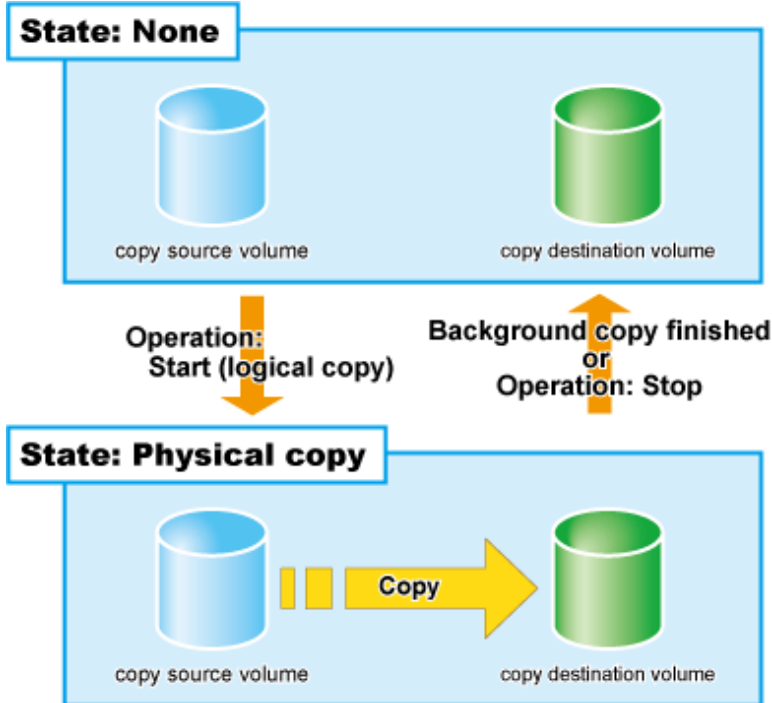 State: None
copy source volume
copy destination volume
Operation:
Start (logical copy)
Background copy finished
or
Operation: Stop
State: Physical copy
Copy
copy source volume
copy destination volume